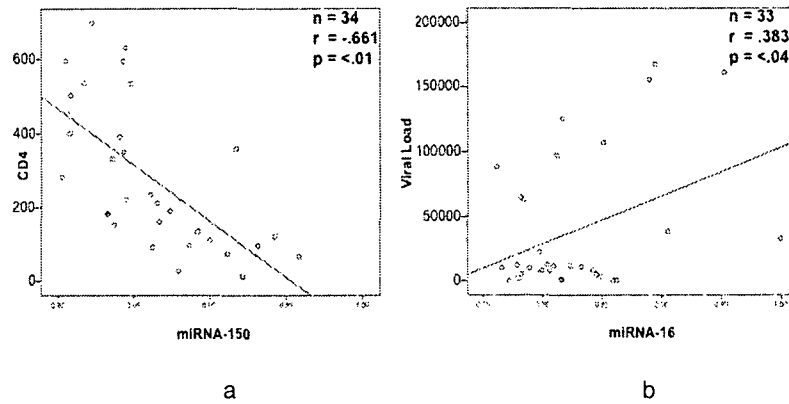 n = 34
r = -.661
p = <.01
600
400
200
0
CD4
miRNA-150
a
n = 33
r = .383
p = <.04
200000
150000
100000
50000
0
Viral Load
miRNA-16
b